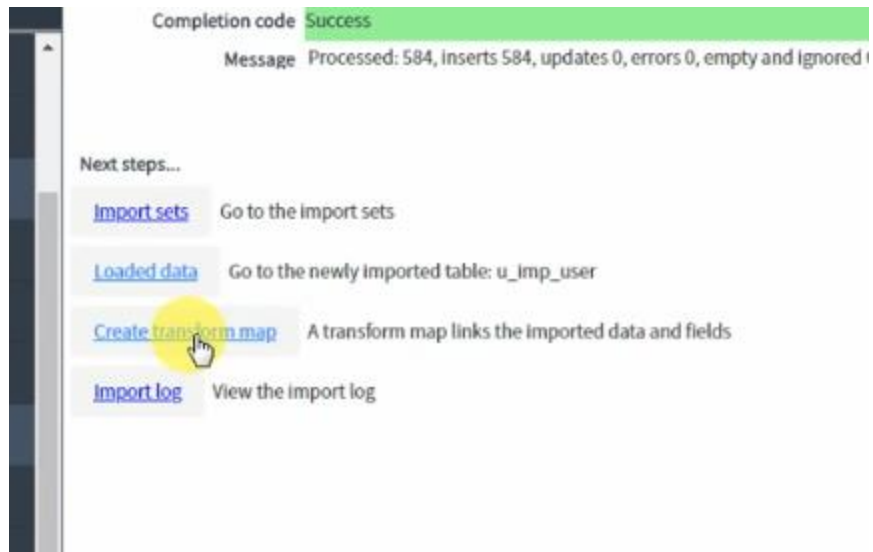 Completion code Success
Message Processed: 584, inserts 584, updates 0, errors 0, empty and ignored
Next steps...
Import sets Go to the import sets
Loaded data Go to the newly imported table: u_imp_user
Create transform map A transform map links the imported data and fields
Import log View the import log